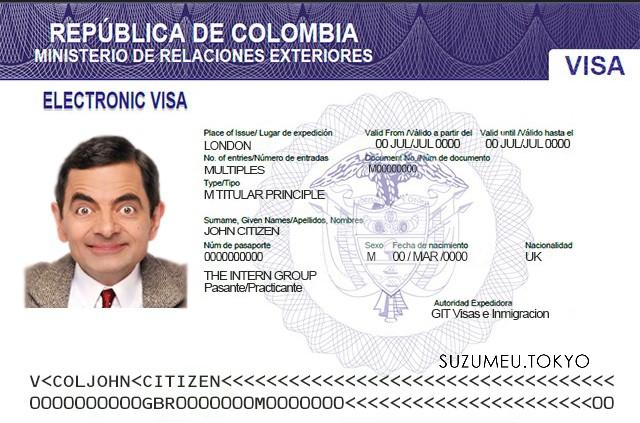 REPÚBLICA DE COLOMBIA
MINISTERIO DE RELACIONES EXTERIORES
VISA
ELECTRONIC VISA
Place of Issue/ Lugar de expedición Valid From /Válido a partir del Valid until /Válido hasta el
LONDON 00 JUL/JUL 0000 00 JUL/JUL 0000
No. of entries/Número de entradas Document No./Núm de documento
MULTIPLES M00000000
Type/Tipo
M TITULAR PRINCIPLE
Surname, Given Names/Apellidos, Nombres
JOHN CITIZEN
Núm de pasaporte Sexo Fecha de nacimiento Nacionalidad
0000000000 M 00 / MAR /0000 UK
THE INTERN GROUP
Pasante/Practicante
Autoridad Expedidora
GIT Visas e Inmigracion
SUZUMEU.TOKYO
V<COLJOHN<CITIZEN<<<<<<<<<<<<<<<<<<<<<<<<<<<
0000000000GBR0000000M0000000<<<<<<<<<<<<<<00